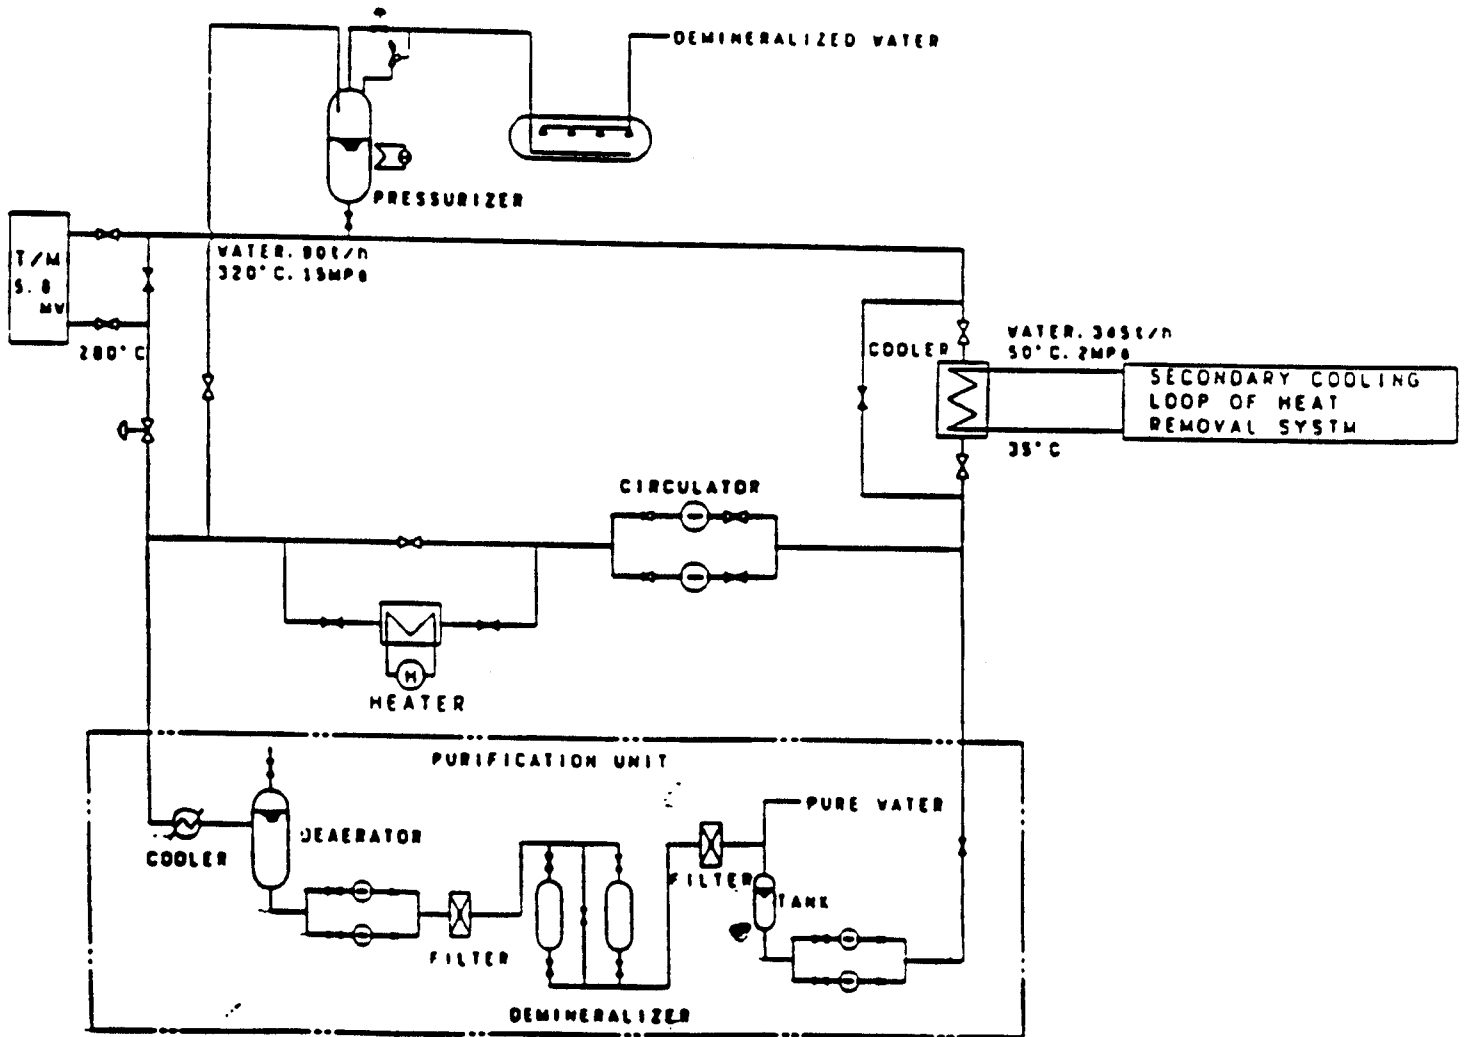 DEMINERALIZED WATER
PRESSURIZER
T/M
5.8
MW
WATER. 90t/h
320°C. 15MPa
280°C
COOLER
WATER. 345t/h
50°C. 2MPa
SECONDARY COOLING
LOOP OF HEAT
REMOVAL SYSTM
35°C
CIRCULATOR
H
HEATER
PURIFICATION UNIT
PURE WATER
DEAERATOR
COOLER
FILTER
TANK
FILTER
DEMINERALIZER